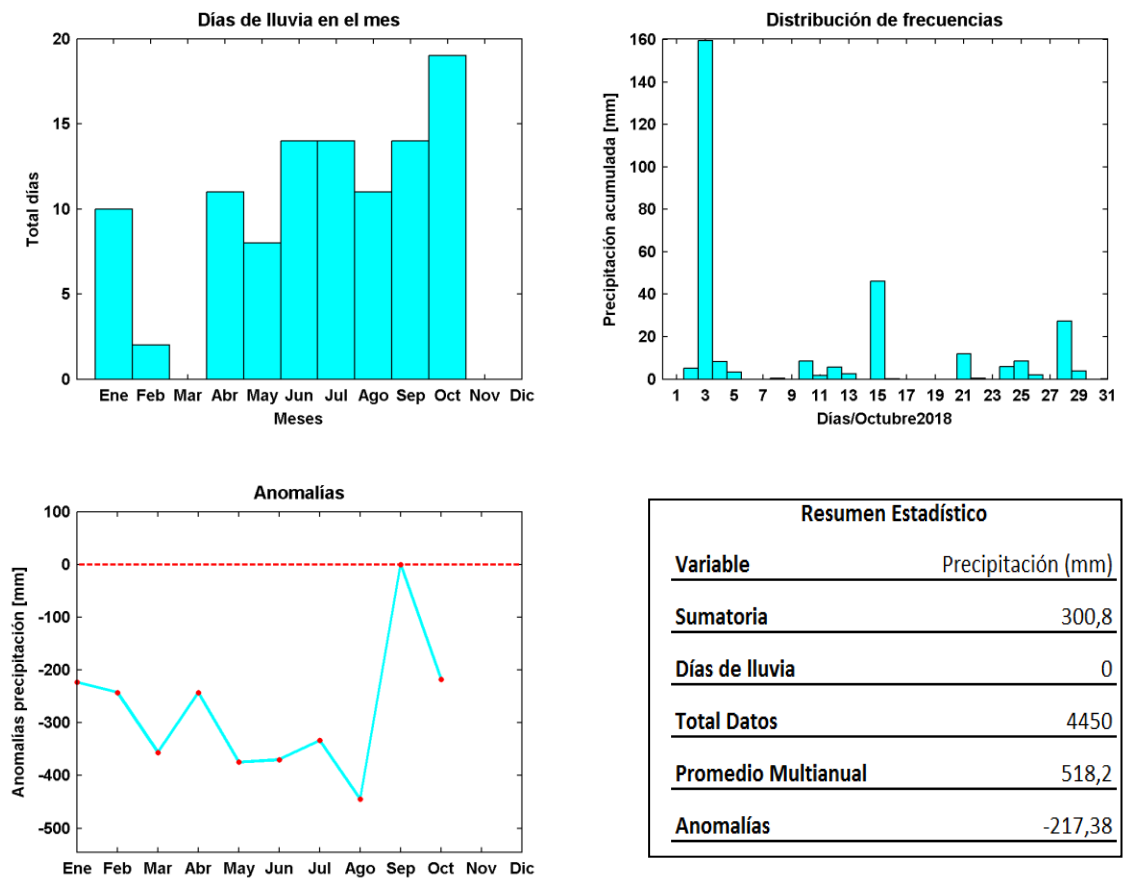 Días de lluvia en el mes
20
15
10
5
0
Total días
Ene Feb Mar Abr May Jun Jul Ago Sep Oct Nov Dic
Meses
Distribución de frecuencias
160
140
120
100
80
60
40
20
0
Precipitación acumulada [mm]
1 3 5 7 9 11 13 15 17 19 21 23 25 27 29 31
Días/Octubre2018
Anomalías
100
0
-100
-200
-300
-400
-500
Anomalías precipitación [mm]
Ene Feb Mar Abr May Jun Jul Ago Sep Oct Nov Dic
Resumen Estadístico
Variable Precipitación (mm)
Sumatoria 300,8
Días de lluvia 0
Total Datos 4450
Promedio Multianual 518,2
Anomalías -217,38